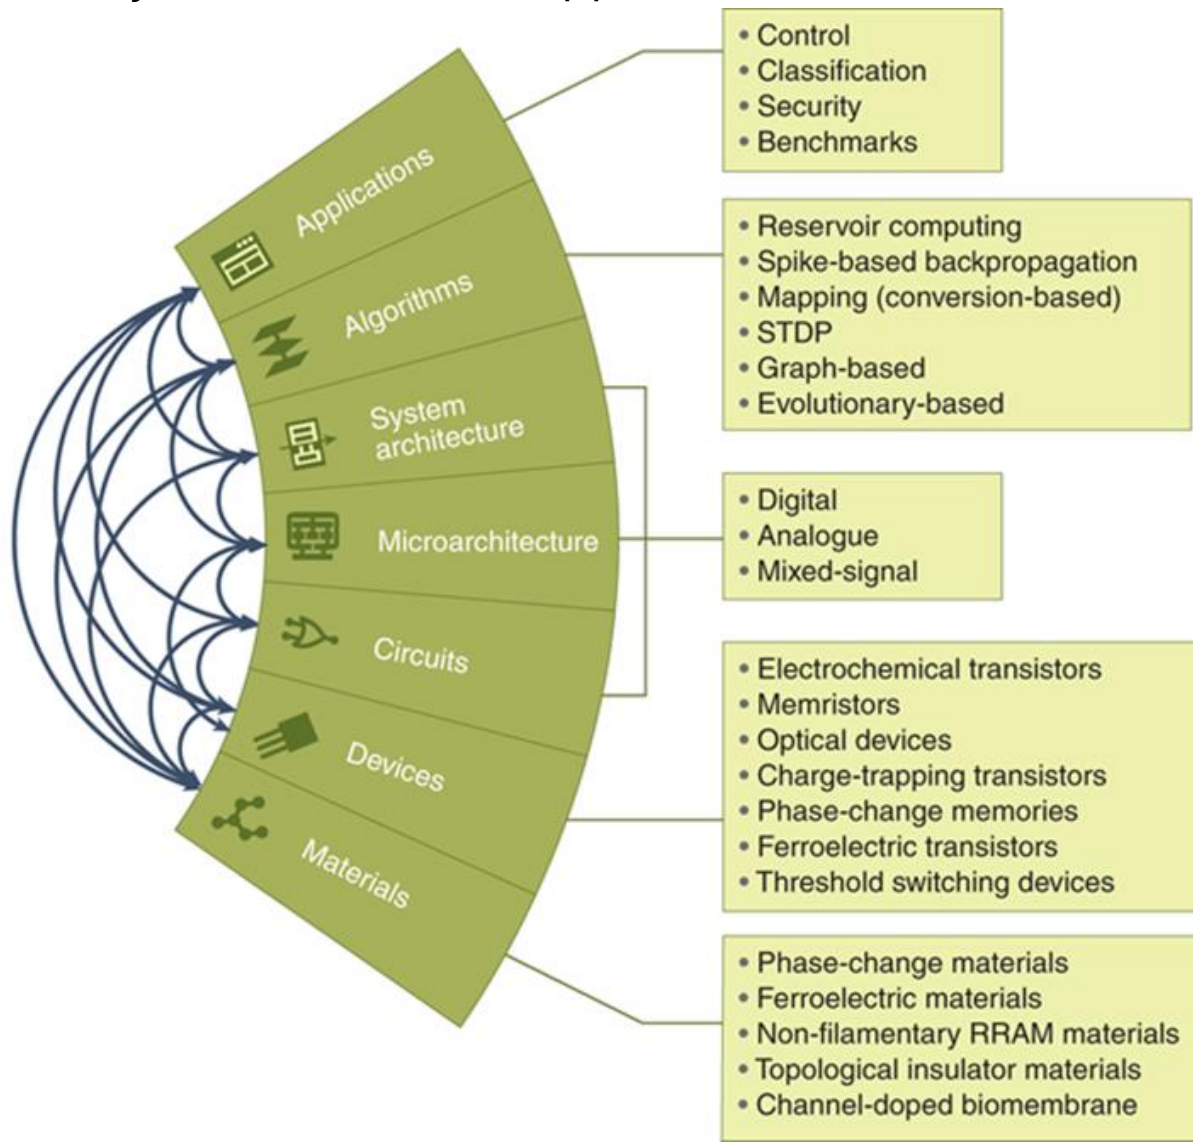 • Control
• Classification
• Security
• Benchmarks
Applications
• Reservoir computing
• Spike-based backpropagation
• Mapping (conversion-based)
• STDP
• Graph-based
• Evolutionary-based
Algorithms
System
architecture
• Digital
• Analogue
• Mixed-signal
Microarchitecture
Circuits
• Electrochemical transistors
• Memristors
• Optical devices
• Charge-trapping transistors
• Phase-change memories
• Ferroelectric transistors
• Threshold switching devices
Devices
Materials
• Phase-change materials
• Ferroelectric materials
• Non-filamentary RRAM materials
• Topological insulator materials
• Channel-doped biomembrane